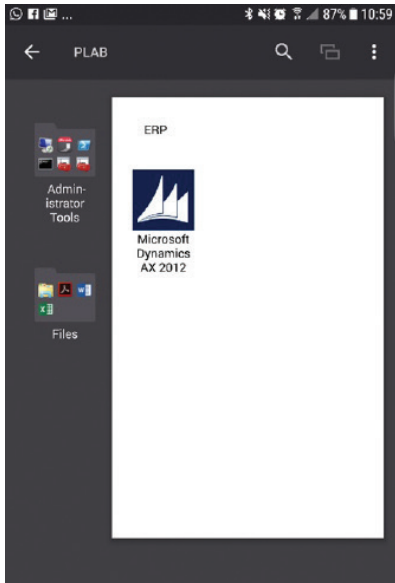 ... 87% 10:59
PLAB
ERP
Admin-
istrator
Tools
Microsoft
Dynamics
AX 2012
Files